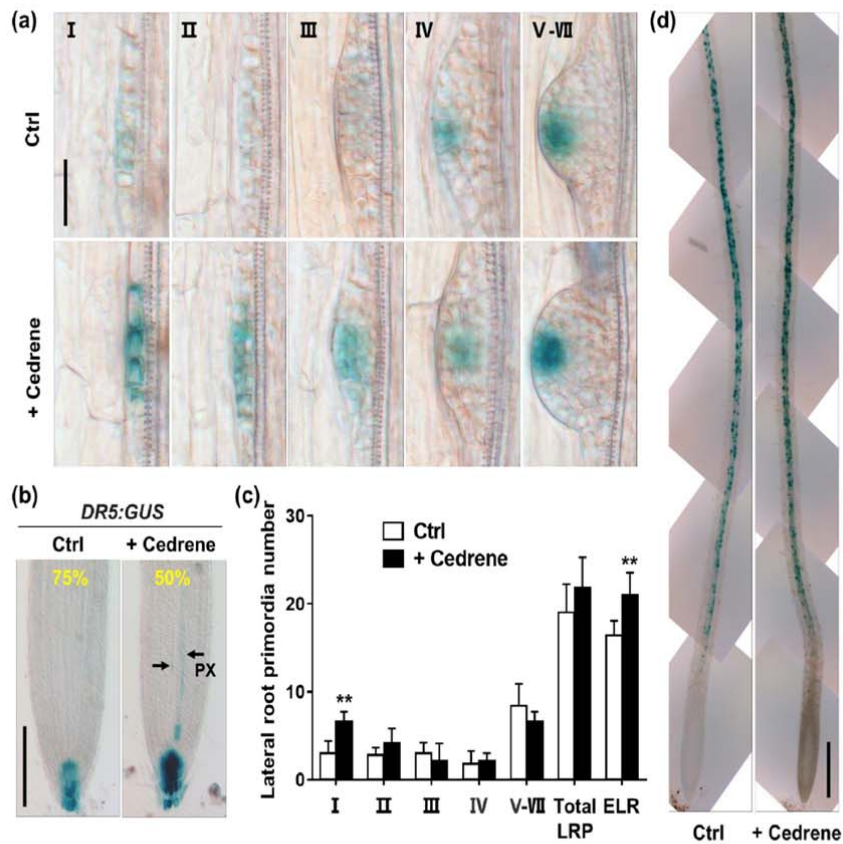 (a)
I II III IV V-VII
Ctrl
+ Cedrene
(b)
DR5:GUS
Ctrl + Cedrene
75% 50%
PX
(c)
Lateral root primordia number
30
20
10
0
Ctrl
+ Cedrene
**
**
I II III IV V-VII Total ELR
LRP
(d)
Ctrl + Cedrene